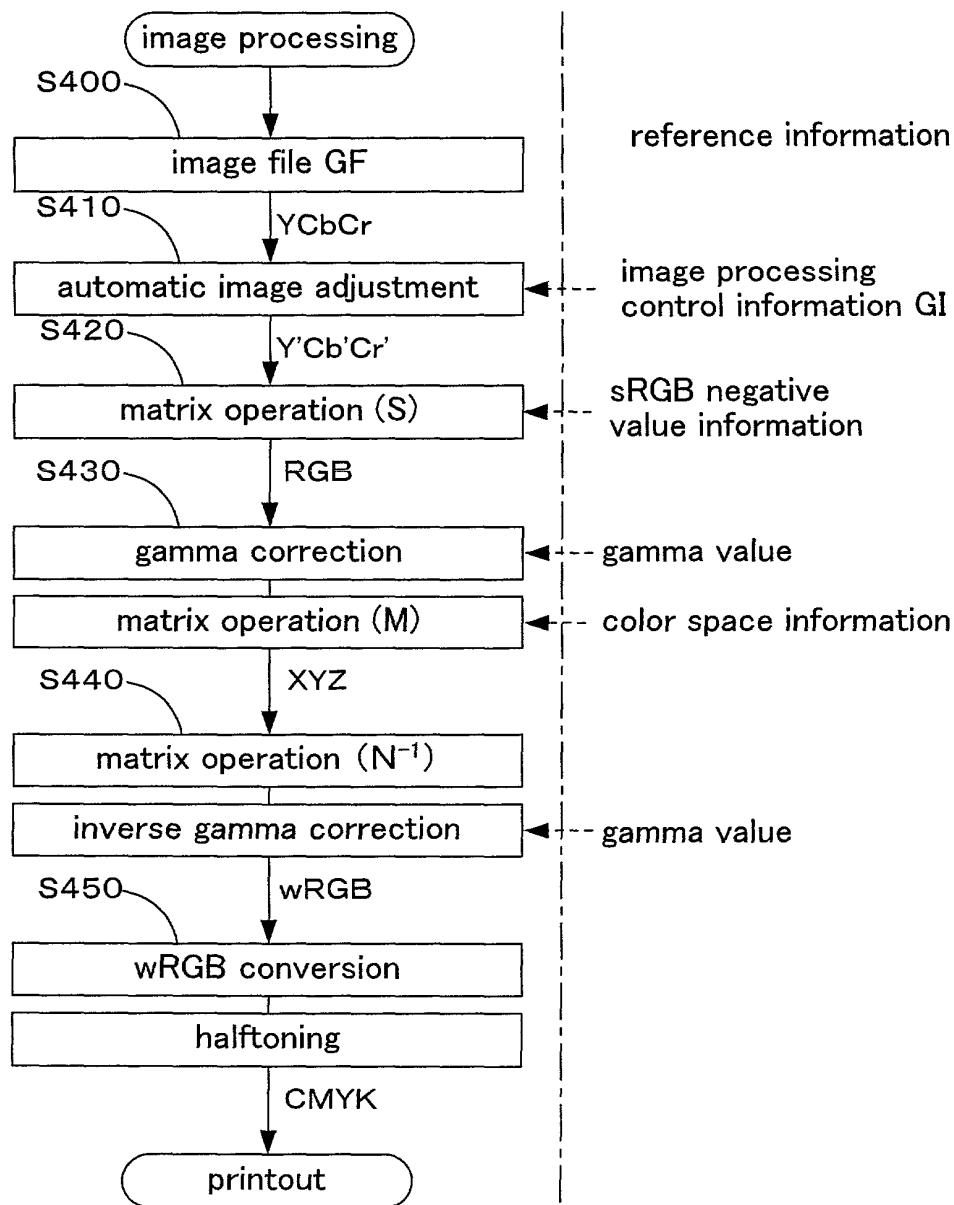 image processing
S400
reference information
image file GF
S410
YCbCr
automatic image adjustment
image processing
control information GI
S420
Y'Cb'Cr'
matrix operation (S)
sRGB negative
value information
S430
RGB
gamma correction
gamma value
matrix operation (M)
color space information
S440
XYZ
matrix operation (N⁻¹)
inverse gamma correction
gamma value
S450
wRGB
wRGB conversion
halftoning
CMYK
printout